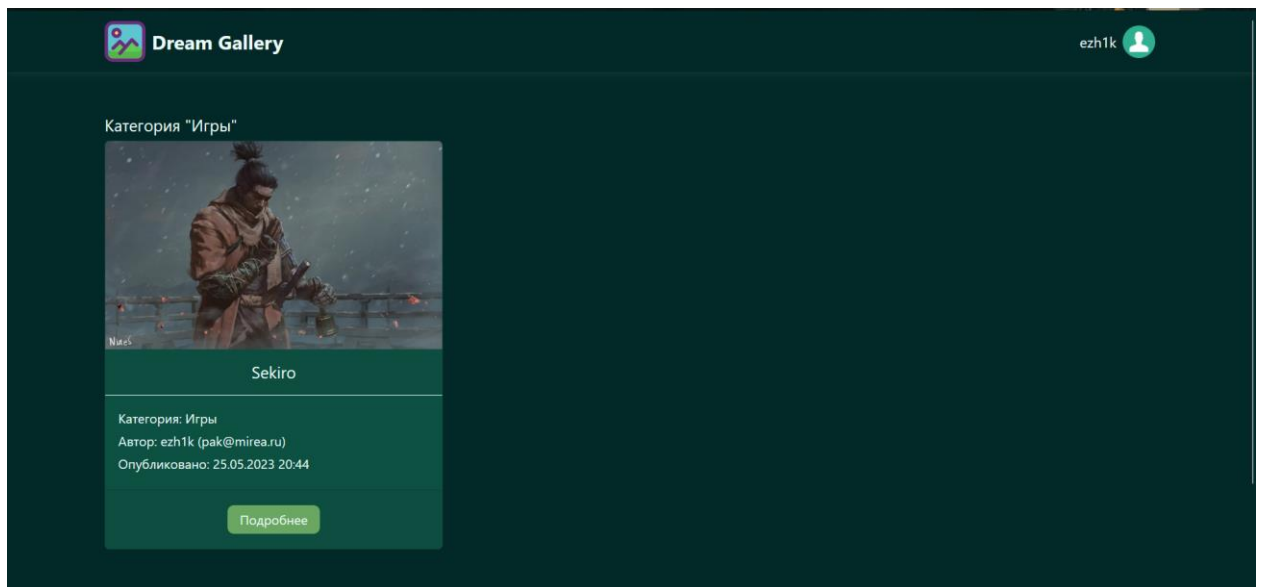 Dream Gallery
ezh1k
Категория "Игры"
Sekiro
Категория: Игры
Автор: ezh1k (pak@mirea.ru)
Опубликовано: 25.05.2023 20:44
Подробнее